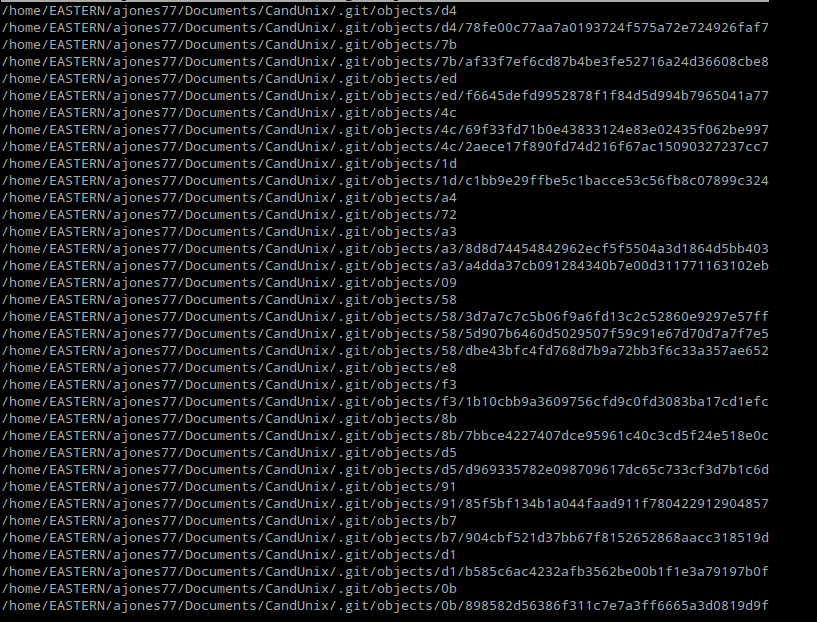 /home/EASTERN/ajones77/Documents/CandUnix/.git/objects/d4
/home/EASTERN/ajones77/Documents/CandUnix/.git/objects/d4/78fe00c77aa7a0193724f575a72e724926faf7
/home/EASTERN/ajones77/Documents/CandUnix/.git/objects/7b
/home/EASTERN/ajones77/Documents/CandUnix/.git/objects/7b/af33f7ef6cd87b4be3fe52716a24d36608cbe8
/home/EASTERN/ajones77/Documents/CandUnix/.git/objects/ed
/home/EASTERN/ajones77/Documents/CandUnix/.git/objects/ed/f6645defd9952878f1f84d5d994b7965041a77
/home/EASTERN/ajones77/Documents/CandUnix/.git/objects/4c
/home/EASTERN/ajones77/Documents/CandUnix/.git/objects/4c/69f33fd71b0e43833124e83e02435f062be997
/home/EASTERN/ajones77/Documents/CandUnix/.git/objects/4c/2aece17f890fd74d216f67ac15090327237cc7
/home/EASTERN/ajones77/Documents/CandUnix/.git/objects/1d
/home/EASTERN/ajones77/Documents/CandUnix/.git/objects/1d/c1bb9e29ffbe5c1bacce53c56fb8c07899c324
/home/EASTERN/ajones77/Documents/CandUnix/.git/objects/a4
/home/EASTERN/ajones77/Documents/CandUnix/.git/objects/72
/home/EASTERN/ajones77/Documents/CandUnix/.git/objects/a3
/home/EASTERN/ajones77/Documents/CandUnix/.git/objects/a3/8d8d74454842962ecf5f5504a3d1864d5bb403
/home/EASTERN/ajones77/Documents/CandUnix/.git/objects/a3/a4dda37cb091284340b7e00d311771163102eb
/home/EASTERN/ajones77/Documents/CandUnix/.git/objects/09
/home/EASTERN/ajones77/Documents/CandUnix/.git/objects/58
/home/EASTERN/ajones77/Documents/CandUnix/.git/objects/58/3d7a7c7c5b06f9a6fd13c2c52860e9297e57ff
/home/EASTERN/ajones77/Documents/CandUnix/.git/objects/58/5d907b6460d5029507f59c91e67d70d7a7f7e5
/home/EASTERN/ajones77/Documents/CandUnix/.git/objects/58/dbe43bfc4fd768d7b9a72bb3f6c33a357ae652
/home/EASTERN/ajones77/Documents/CandUnix/.git/objects/e8
/home/EASTERN/ajones77/Documents/CandUnix/.git/objects/f3
/home/EASTERN/ajones77/Documents/CandUnix/.git/objects/f3/1b10cbb9a3609756cfd9c0fd3083ba17cd1efc
/home/EASTERN/ajones77/Documents/CandUnix/.git/objects/8b
/home/EASTERN/ajones77/Documents/CandUnix/.git/objects/8b/7bbce4227407dce95961c40c3cd5f24e518e0c
/home/EASTERN/ajones77/Documents/CandUnix/.git/objects/d5
/home/EASTERN/ajones77/Documents/CandUnix/.git/objects/d5/d969335782e098709617dc65c733cf3d7b1c6d
/home/EASTERN/ajones77/Documents/CandUnix/.git/objects/91
/home/EASTERN/ajones77/Documents/CandUnix/.git/objects/91/85f5bf134b1a044faad911f780422912904857
/home/EASTERN/ajones77/Documents/CandUnix/.git/objects/b7
/home/EASTERN/ajones77/Documents/CandUnix/.git/objects/b7/904cbf521d37bb67f8152652868aacc318519d
/home/EASTERN/ajones77/Documents/CandUnix/.git/objects/d1
/home/EASTERN/ajones77/Documents/CandUnix/.git/objects/d1/b585c6ac4232afb3562be00b1f1e3a79197b0f
/home/EASTERN/ajones77/Documents/CandUnix/.git/objects/0b
/home/EASTERN/ajones77/Documents/CandUnix/.git/objects/0b/898582d56386f311c7e7a3ff6665a3d0819d9f